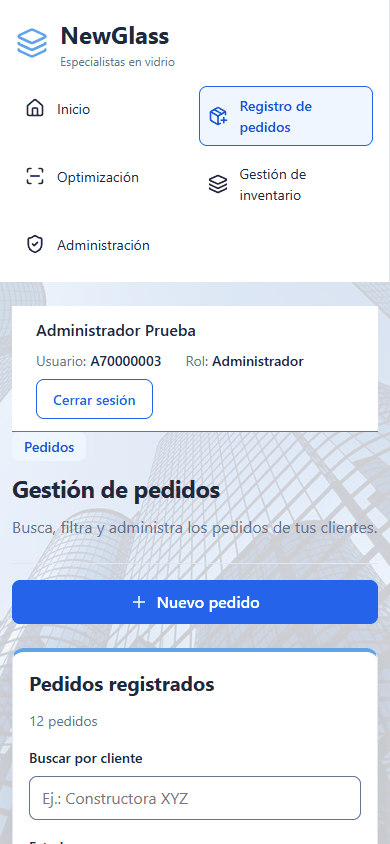 NewGlass
Especialistas en vidrio
Inicio
Registro de
pedidos
Optimización
Gestión de
inventario
Administración
Administrador Prueba
Usuario: A70000003 Rol: Administrador
Cerrar sesión
Pedidos
Gestión de pedidos
Busca, filtra y administra los pedidos de tus clientes.
+ Nuevo pedido
Pedidos registrados
12 pedidos
Buscar por cliente
Ej.: Constructora XYZ